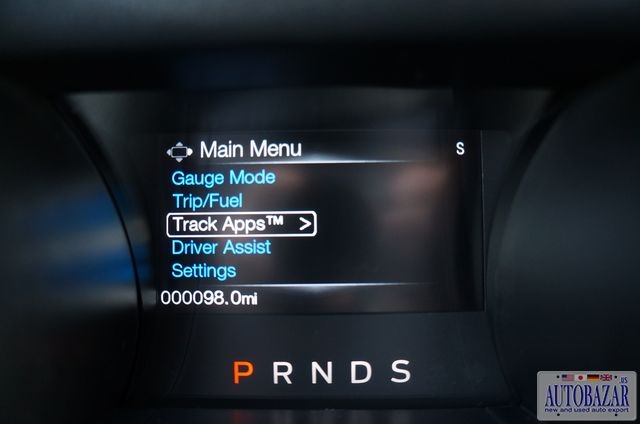 Main Menu S
Gauge Mode
Trip/Fuel
Track Apps™ >
Driver Assist
Settings
000098.0mi
P R N D S
.US
AUTOBAZAR
new and used auto export